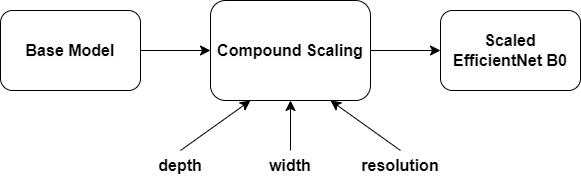 Base Model
Compound Scaling
Scaled
EfficientNet B0
depth
width
resolution